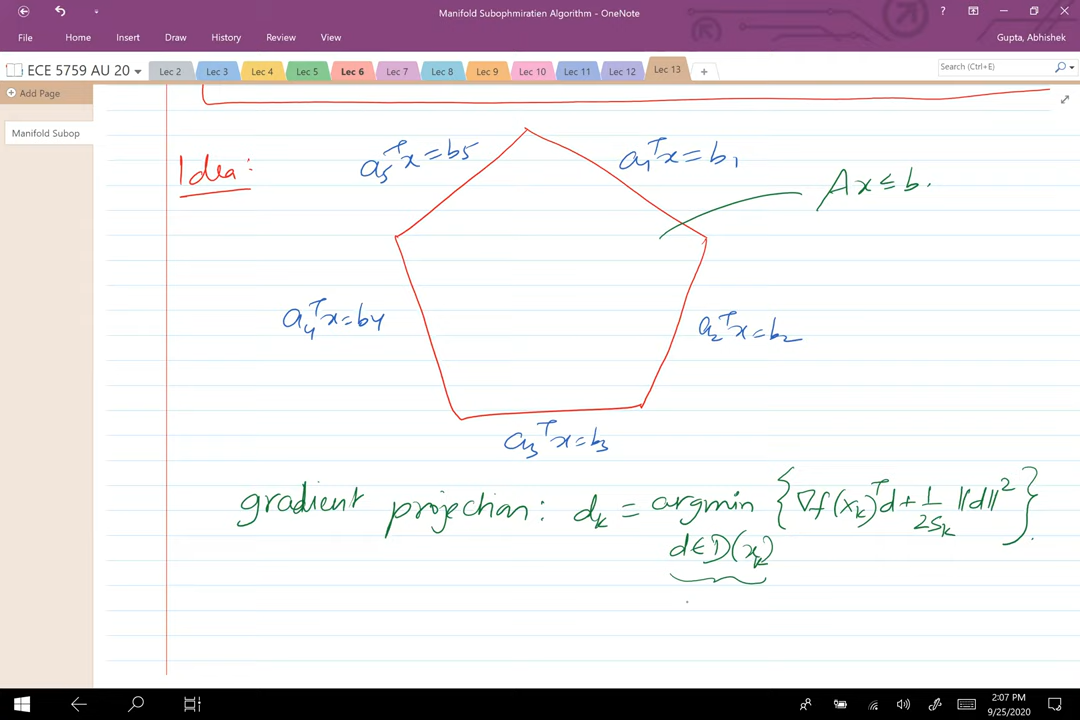 Manifold Subophmiratien Algorithm - OneNote
?
Gupta, Abhishek
File Home Insert Draw History Review View
ECE 5759 AU 20
Lec 2 Lec 3 Lec 4 Lec 5 Lec 6 Lec 7 Lec 8 Lec 9 Lec 10 Lec 11 Lec 12 Lec 13
Search (Ctrl+E)
Add Page
Manifold Subop
Idea:
a₅ᵀx=b5
a₁ᵀx=b₁
Ax≤b.
a₄ᵀx=b4
a₂ᵀx=b₂
a₃ᵀx=b₃
gradient projection: dₖ = argmin {∇f(xₖ)ᵀd + 1/2sₖ ‖d‖²}.
d∈D(xₖ)
2:07 PM
9/25/2020